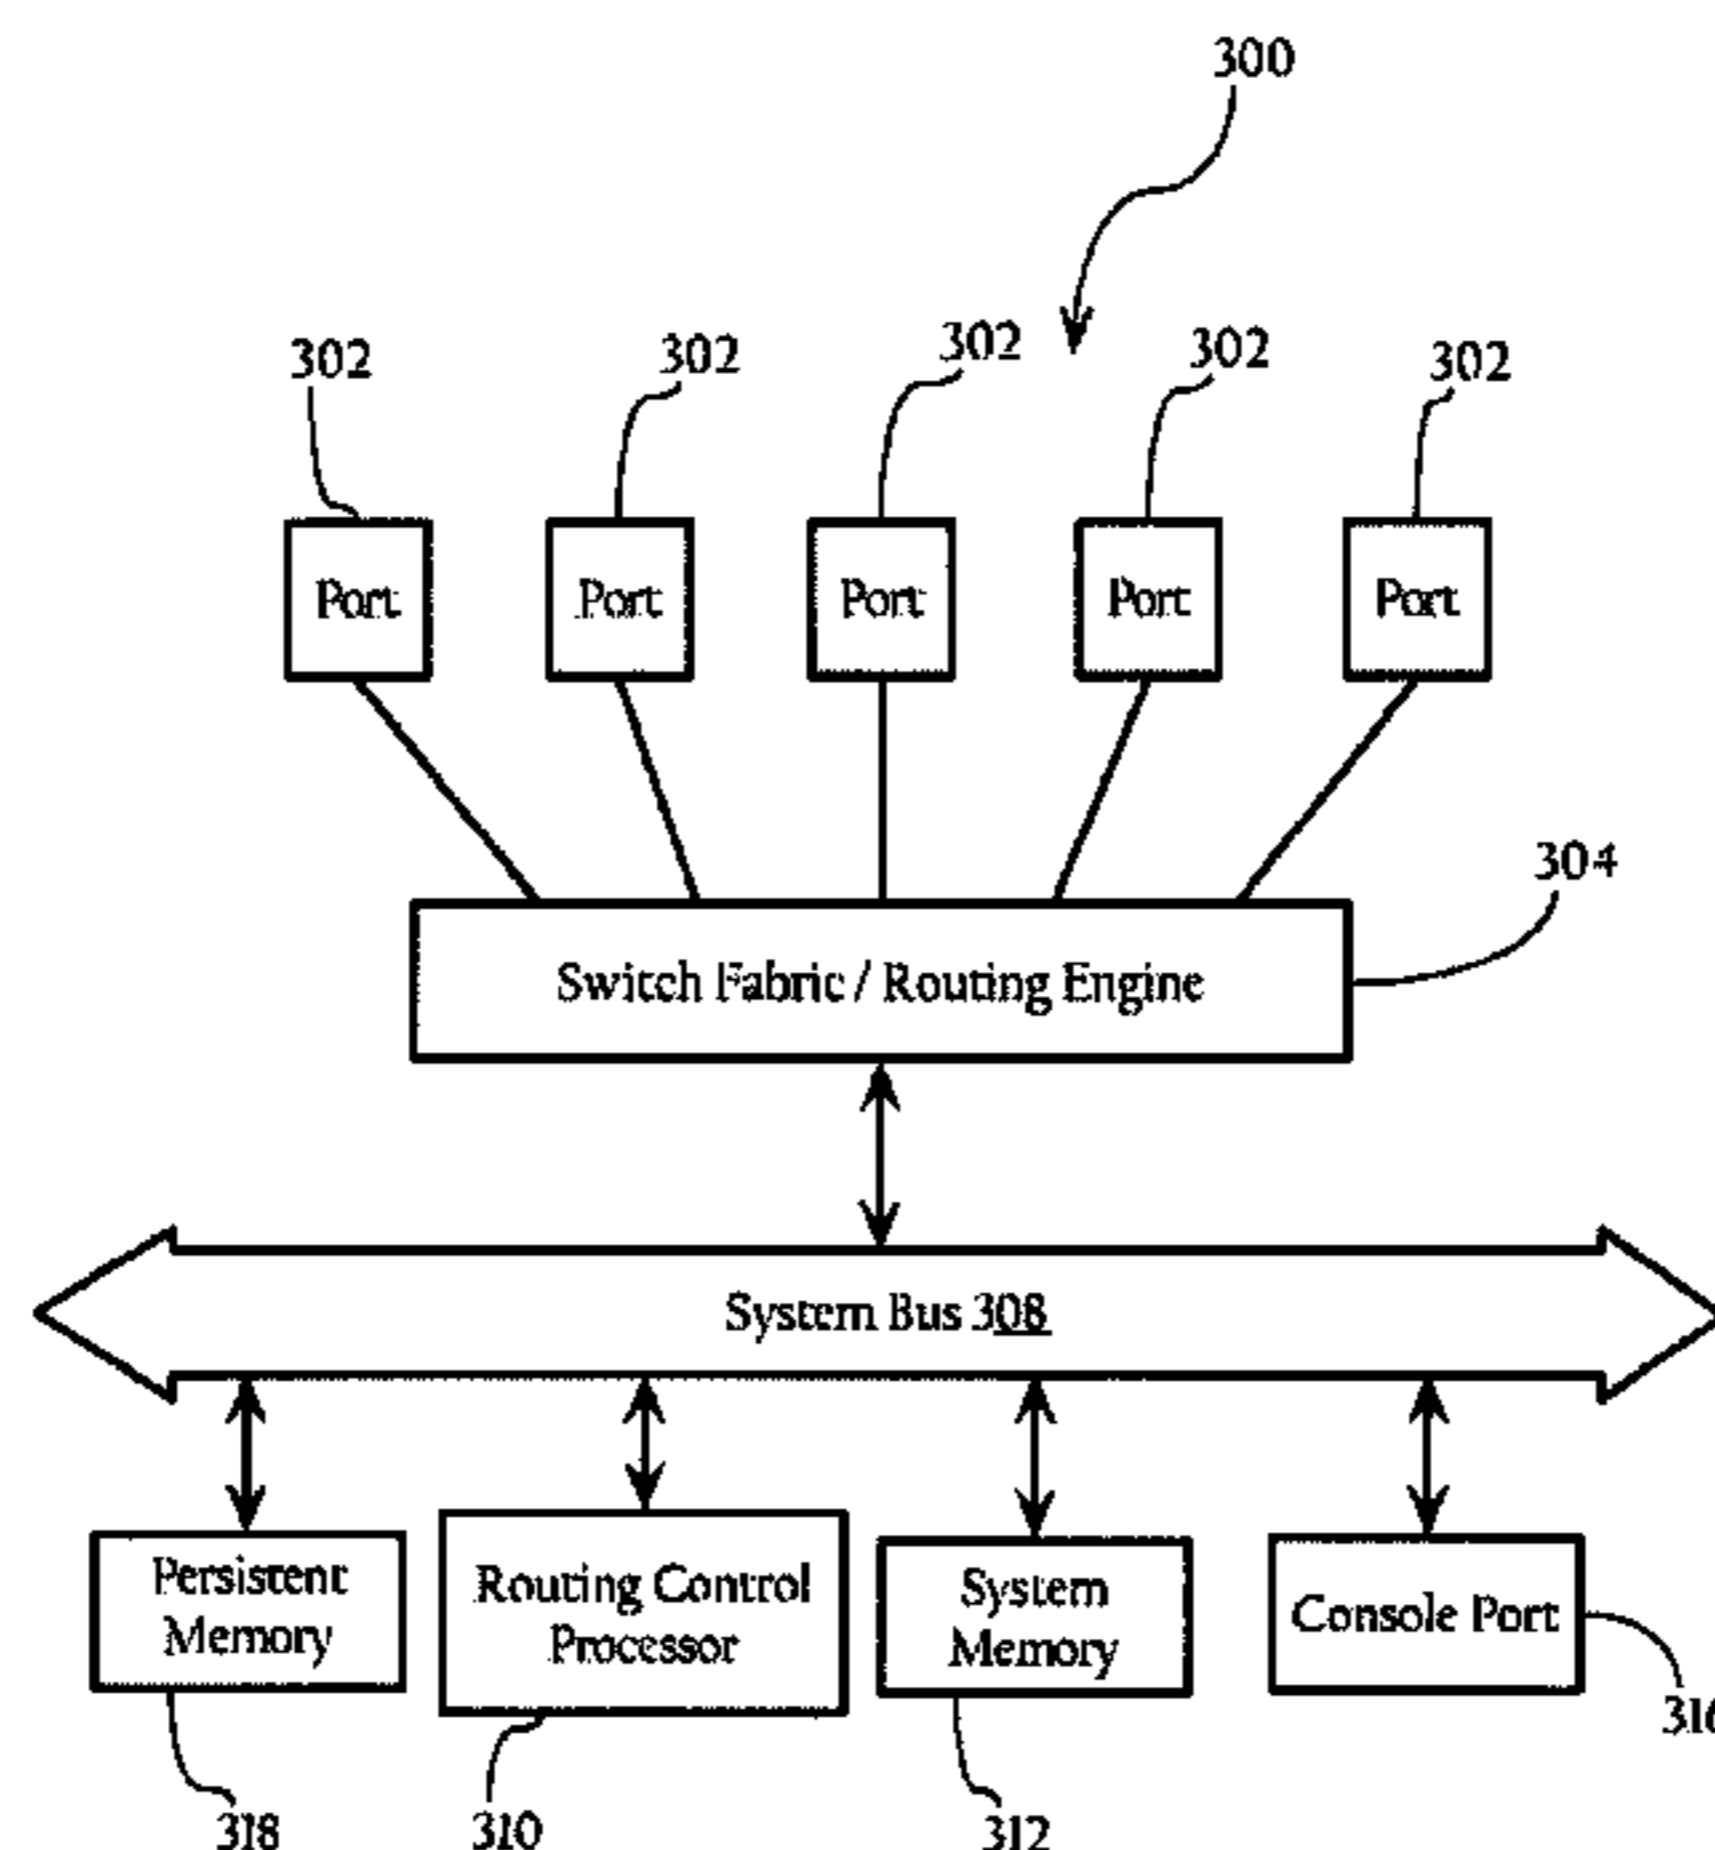 300
302
302
302
302
302
Port
Port
Port
Port
Port
304
Switch Fabric / Routing Engine
System Bus 308
Persistent
Memory
Routing Control
Processor
System
Memory
Console Port
318
310
312